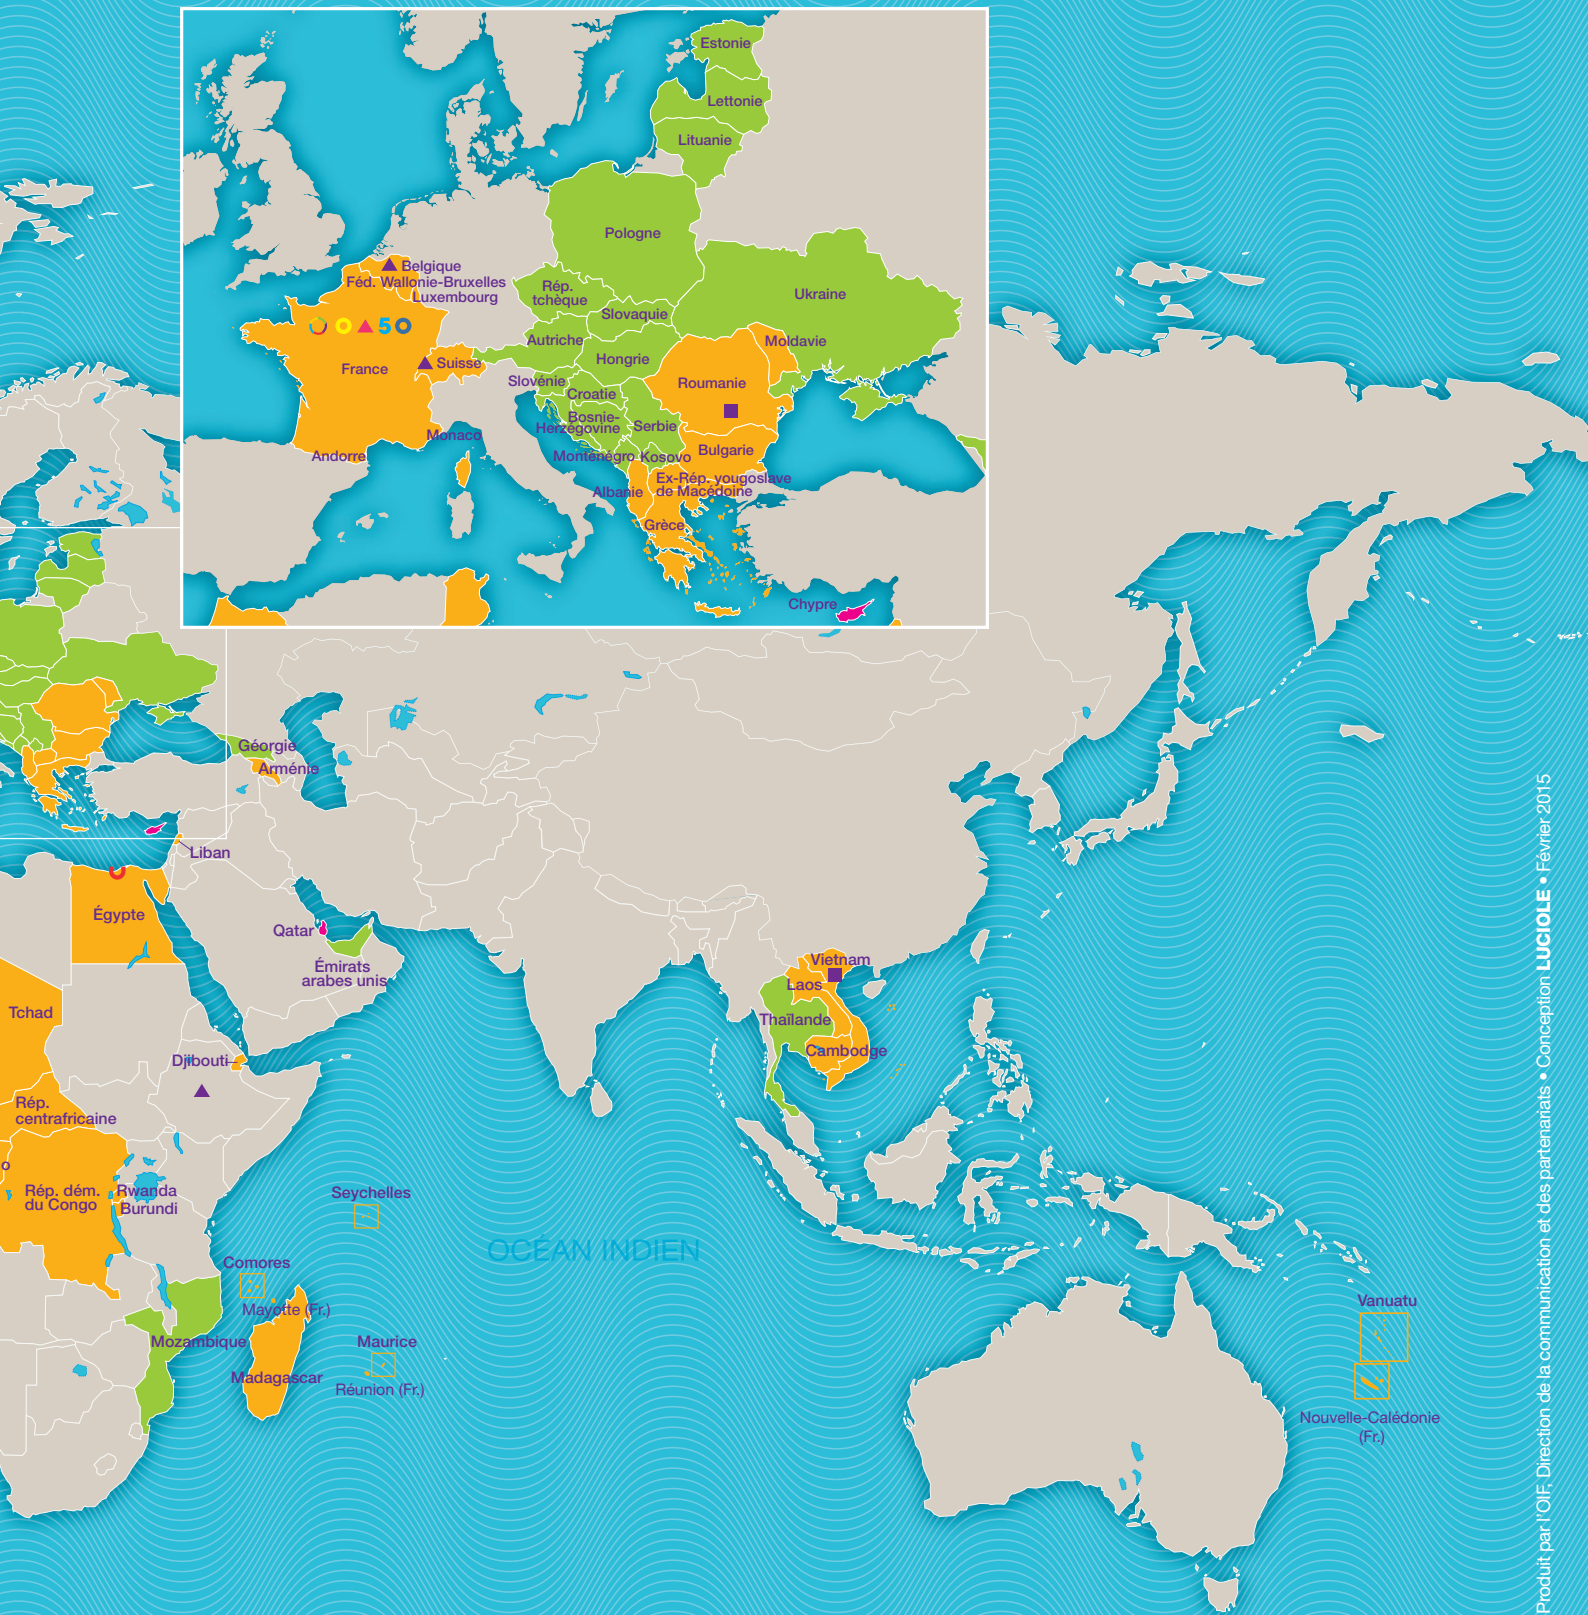 Estonie
Lettonie
Lituanie
Pologne
Belgique
Féd. Wallonie-Bruxelles
Luxembourg
Rép.
tchèque
Ukraine
Slovaquie
5
Autriche
Moldavie
Hongrie
France
Suisse
Slovénie
Roumanie
Croatie
Bosnie-
Herzégovine
Serbie
Monaco
Bulgarie
Andorre
Monténégro
Kosovo
Ex-Rép. yougoslave
de Macédoine
Albanie
Grèce
Chypre
Géorgie
Arménie
Liban
Égypte
Qatar
Émirats
arabes unis
Vietnam
Laos
Tchad
Thaïlande
Cambodge
Djibouti
Rép.
centrafricaine
o
Rép. dém.
du Congo
Rwanda
Burundi
Seychelles
OCÉAN INDIEN
Comores
Mayotte (Fr.)
Mozambique
Maurice
Madagascar
Réunion (Fr.)
Vanuatu
Nouvelle-Calédonie
(Fr.)
Produit par l'OIF, Direction de la communication et des partenariats • Conception LUCIOLE • Février 2015